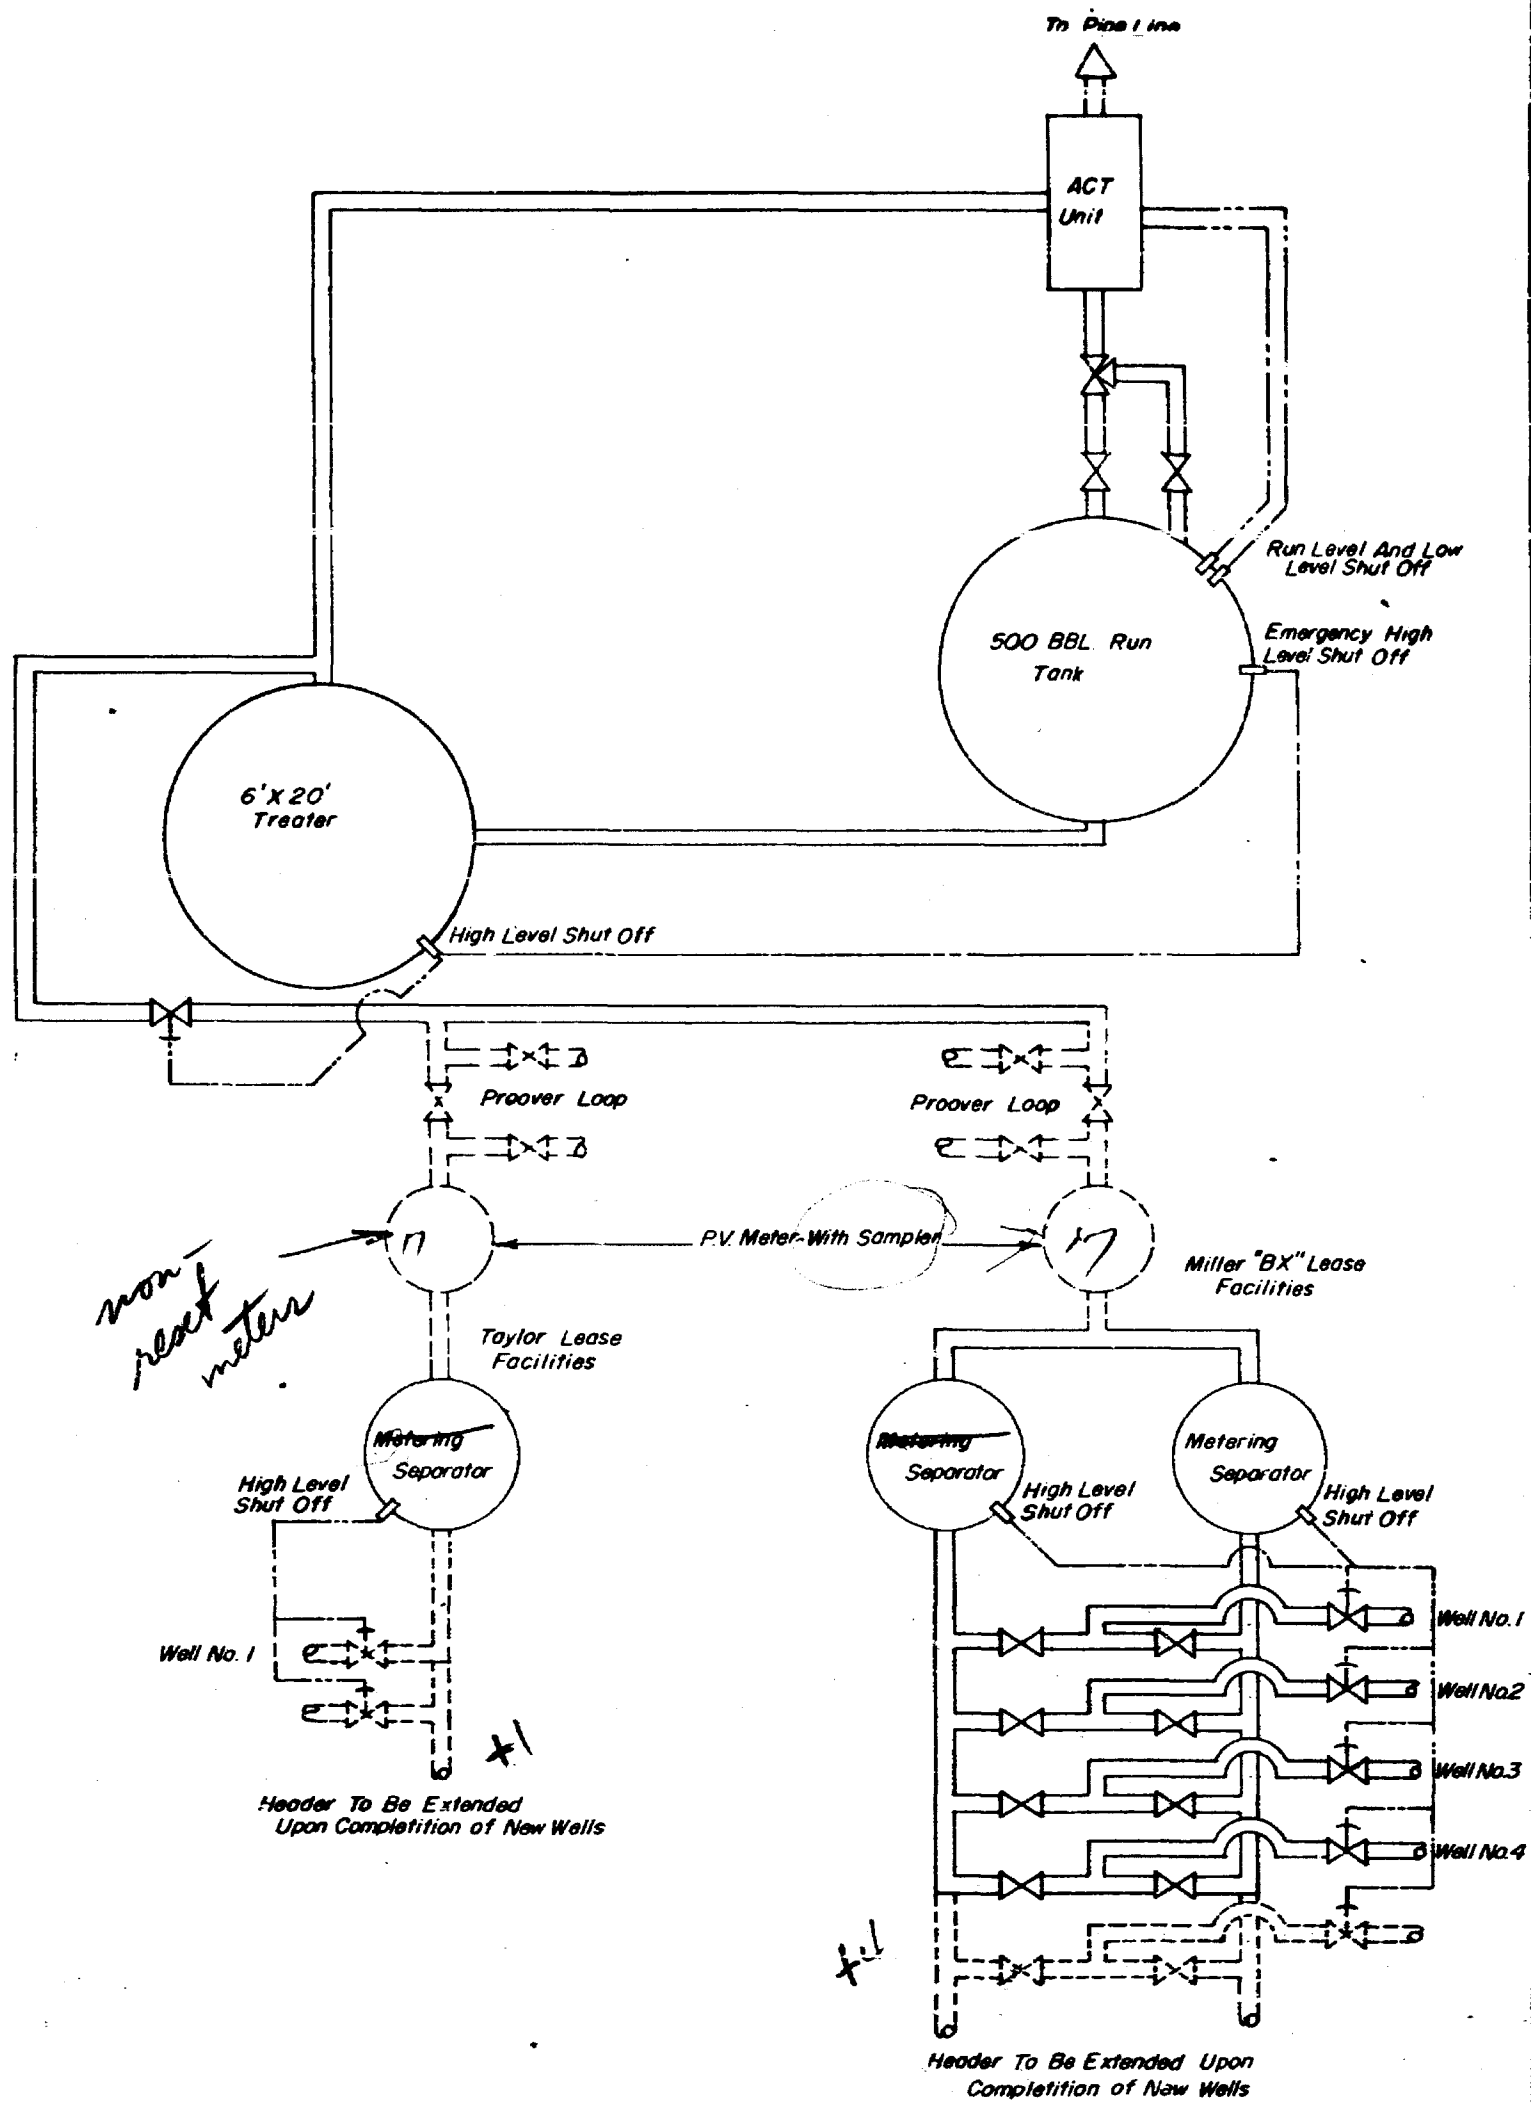 To Pipe Line
ACT
Unit
Run Level And Low
Level Shut Off
500 BBL. Run
Tank
Emergency High
Level Shut Off
6'X20'
Treater
High Level Shut Off
Proover Loop
Proover Loop
P.V. Meter-With Sampler
non-
reset
meters
Miller "BX" Lease
Facilities
Taylor Lease
Facilities
Metering
Separator
Metering
Separator
Metering
Separator
High Level
Shut Off
High Level
Shut Off
High Level
Shut Off
Well No. 1
Well No. 1
Well No.2
Well No.3
Well No.4
Header To Be Extended
Upon Completition of New Wells
Header To Be Extended Upon
Completition of Naw Wells